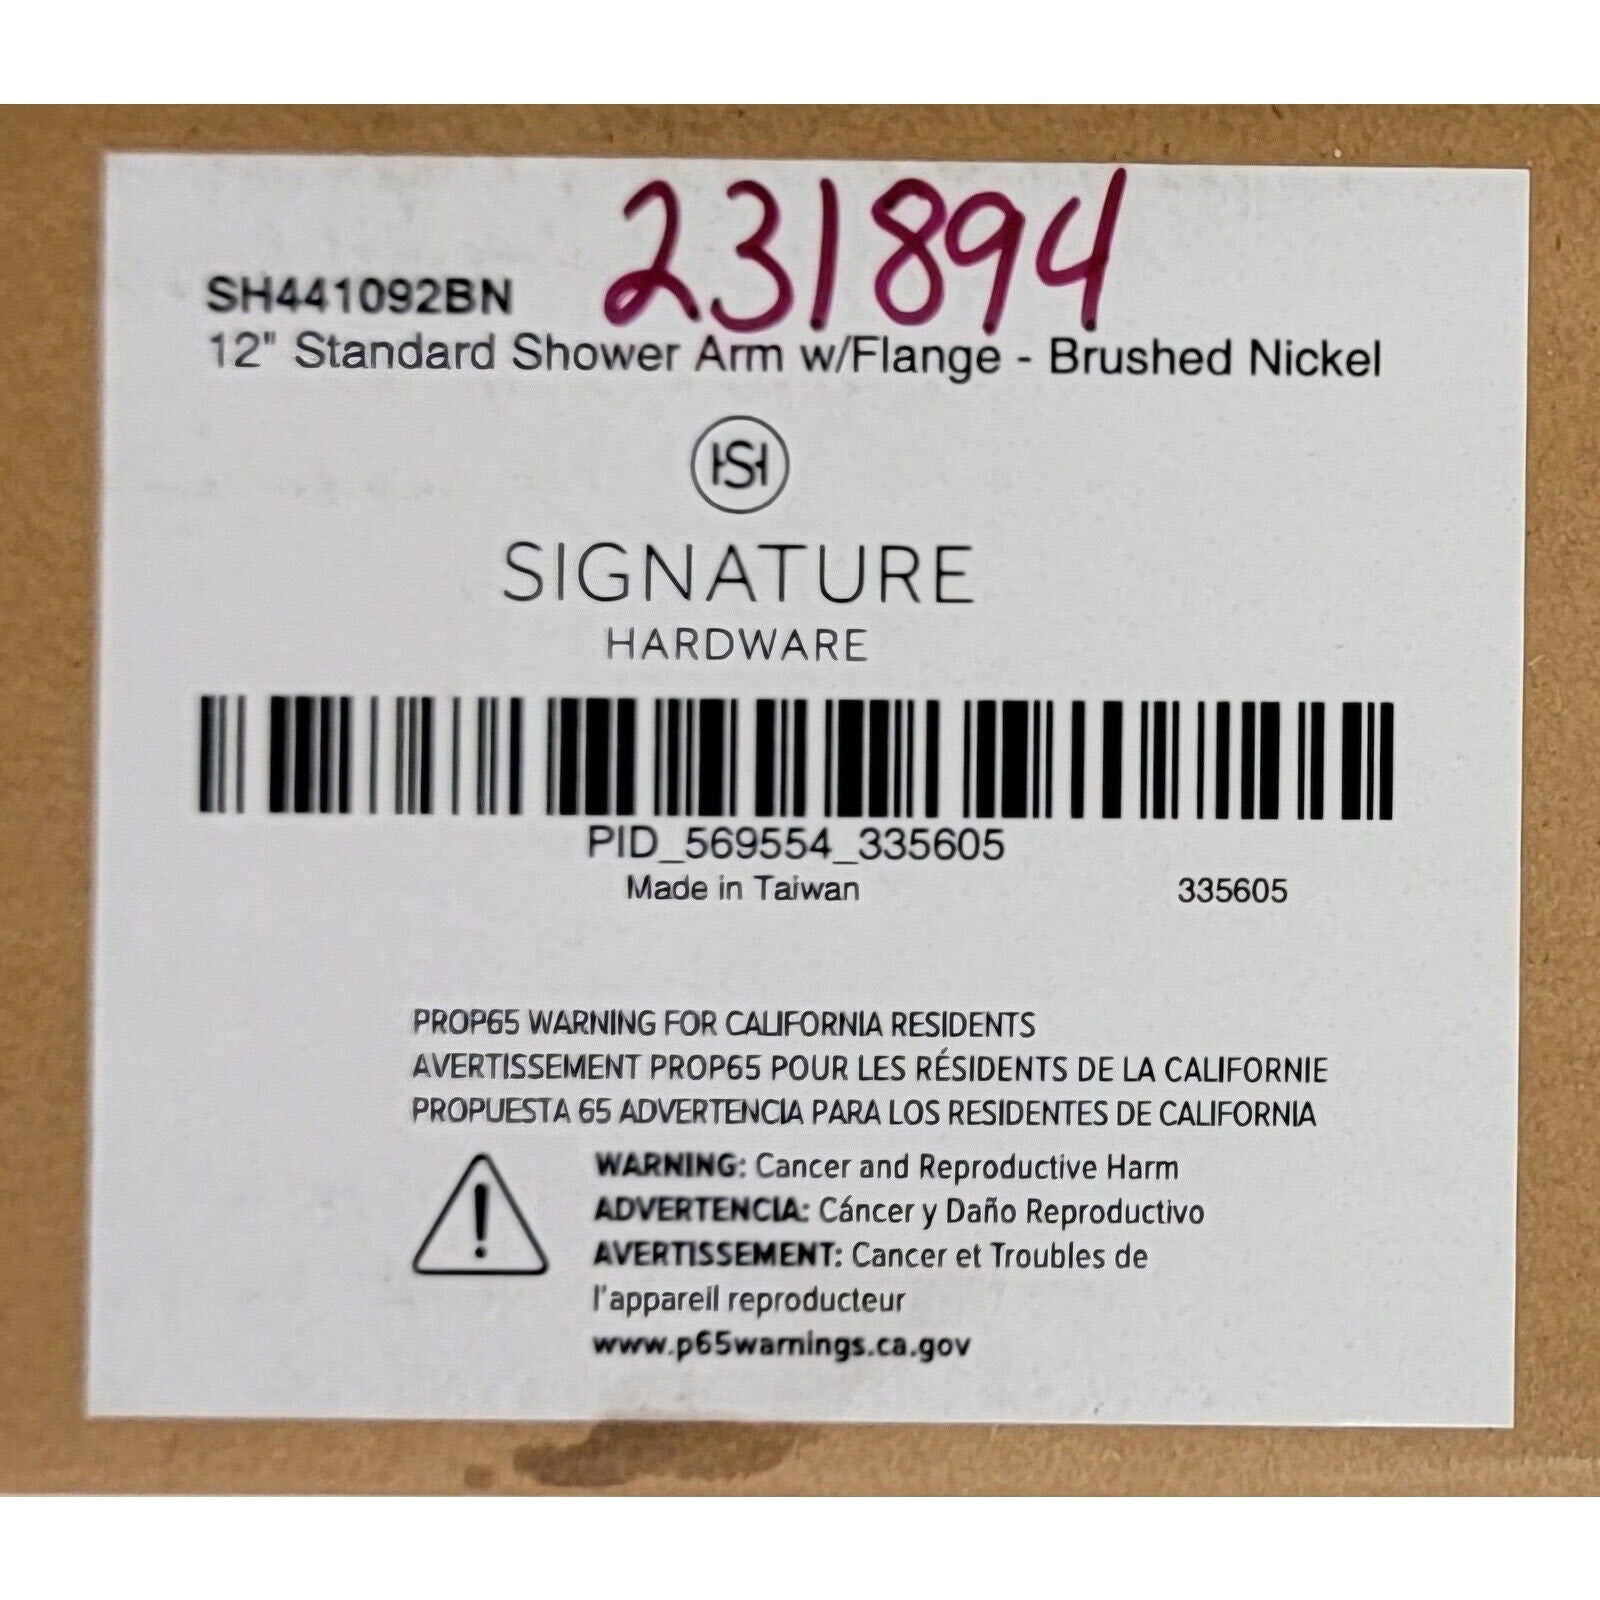 231894
SH441092BN
12" Standard Shower Arm w/Flange - Brushed Nickel
SH
SIGNATURE
HARDWARE
PID_569554_335605
Made in Taiwan 335605
PROP65 WARNING FOR CALIFORNIA RESIDENTS
AVERTISSEMENT PROP65 POUR LES RÉSIDENTS DE LA CALIFORNIE
PROPUESTA 65 ADVERTENCIA PARA LOS RESIDENTES DE CALIFORNIA
WARNING: Cancer and Reproductive Harm
ADVERTENCIA: Cáncer y Daño Reproductivo
AVERTISSEMENT: Cancer et Troubles de
l'appareil reproducteur
www.p65warnings.ca.gov